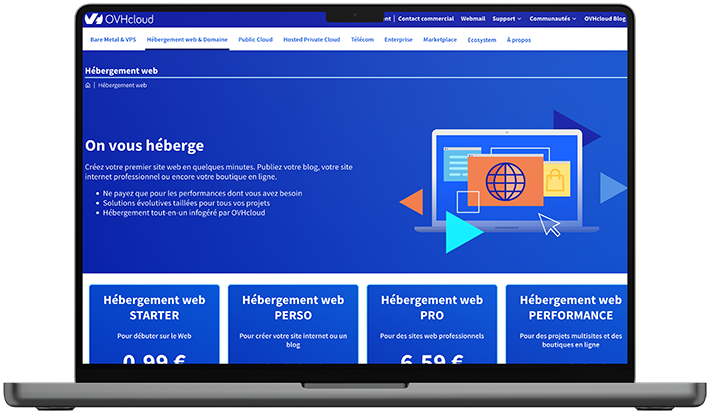 OVHcloud
nt | Contact commercial Webmail Support Communautés OVHcloud Blog
Bare Metal & VPS Hébergement web & Domaine Public Cloud Hosted Private Cloud Télécom Enterprise Marketplace Ecosystem À propos
Hébergement web
| Hébergement web
On vous héberge
Créez votre premier site web en quelques minutes. Publiez votre blog, votre site
internet professionnel ou encore votre boutique en ligne.
• Ne payez que pour les performances dont vous avez besoin
• Solutions évolutives taillées pour tous vos projets
• Hébergement tout-en-un infogéré par OVHcloud
Hébergement web
STARTER
Pour débuter sur le Web
0,99 €
Hébergement web
PERSO
Pour créer votre site internet ou un
blog
Hébergement web
PRO
Pour des sites web professionnels
6,59 €
Hébergement web
PERFORMANCE
Pour des projets multisites et des
boutiques en ligne